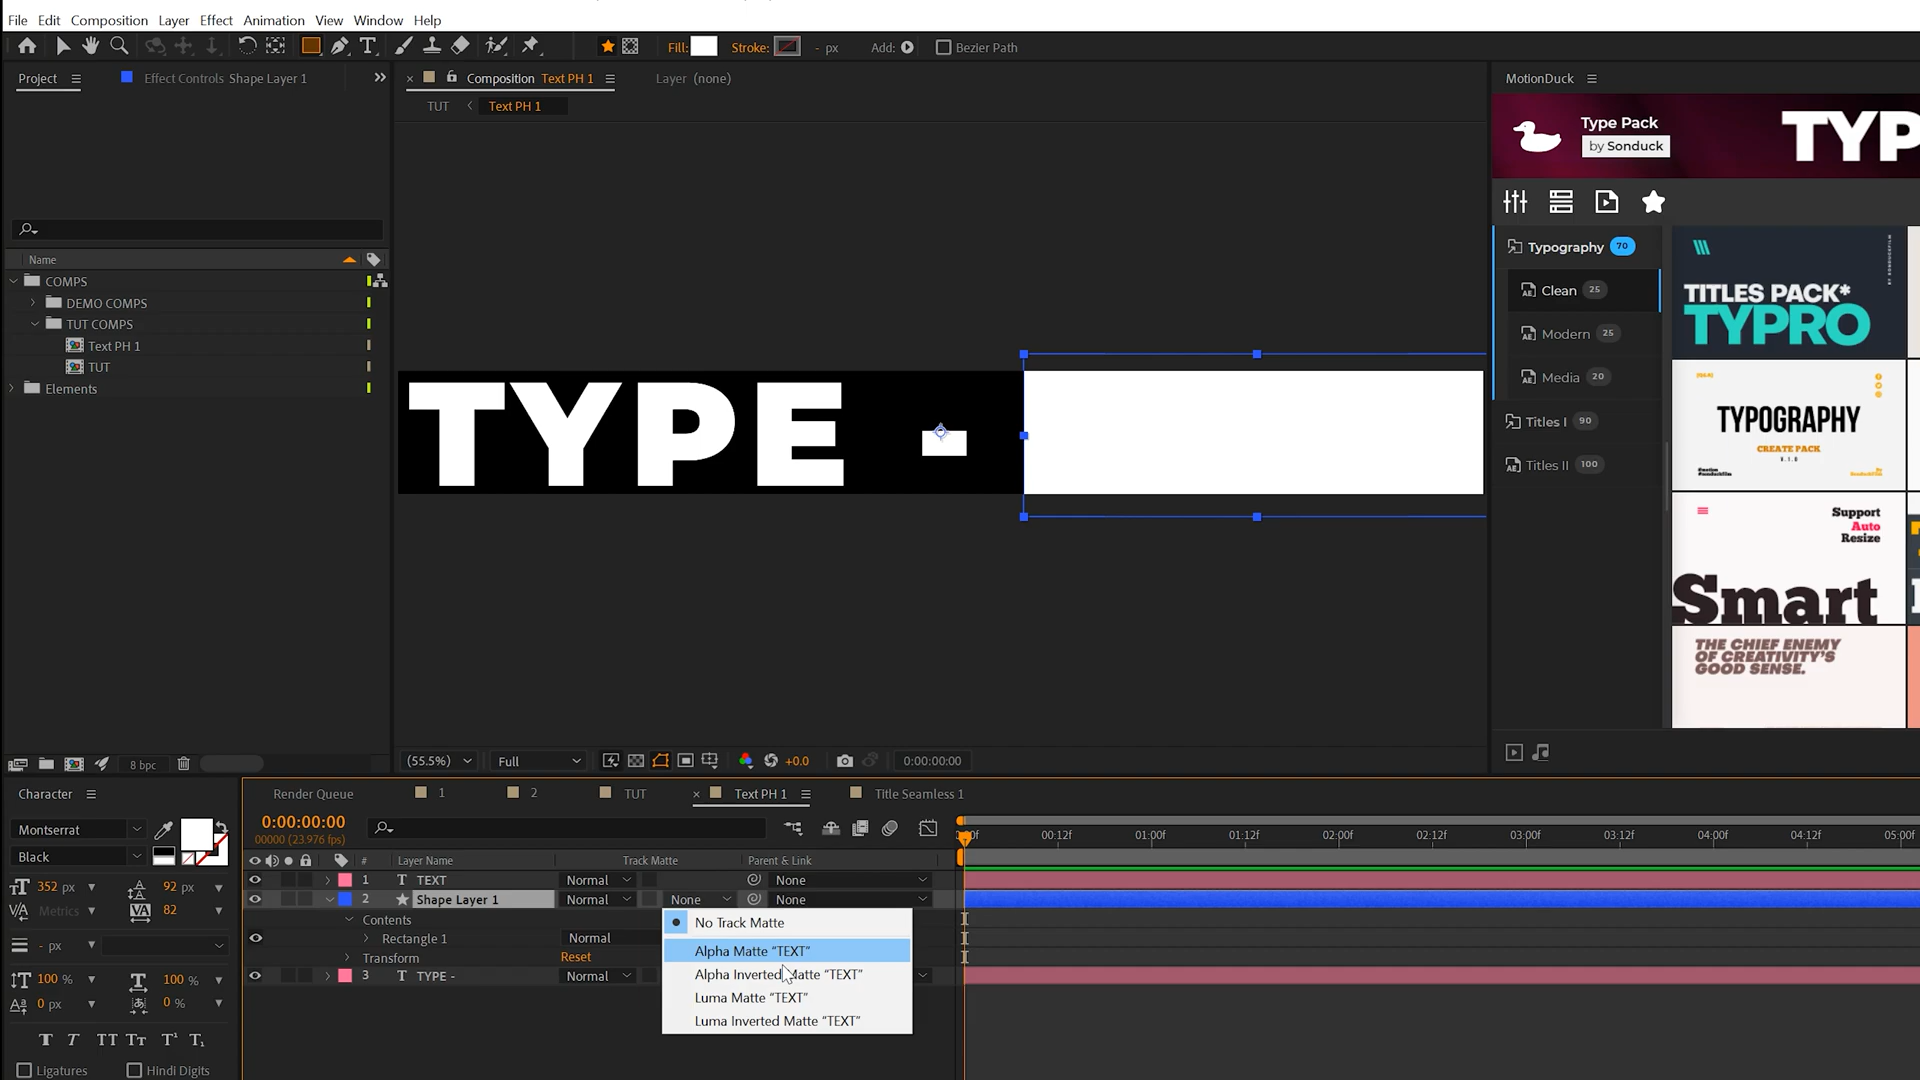 File Edit Composition Layer Effect Animation View Window Help
Fill: Stroke: - px Add: Bezier Path
Project Effect Controls Shape Layer 1 »
× Composition Text PH 1 Layer (none)
TUT < Text PH 1
MotionDuck
Type Pack
by Sonduck
TYP
Name
COMPS
DEMO COMPS
TUT COMPS
Text PH 1
TUT
Elements
TYPE -
Typography 70
Clean 25
Modern 25
Media 20
Titles I 90
Titles II 100
TITLES PACK*
TYPRO
TYPOGRAPHY
CREATE PACK
V.1.0
Support
Auto
Resize
Smart
THE CHIEF ENEMY
OF CREATIVITY'S
GOOD SENSE.
8 bpc
(55.5%) Full +0.0 0:00:00:00
Character
Montserrat
Black
352 px 92 px
Metrics 82
- px
100 % 100 %
0 px 0 %
T T TT Tт T¹ T₁
Ligatures Hindi Digits
Render Queue 1 2 TUT × Text PH 1 Title Seamless 1
0:00:00:00
00000 (23.976 fps)
# Layer Name Track Matte Parent & Link
1 T TEXT Normal None
2 Shape Layer 1 Normal None None
Contents
Rectangle 1 Normal
Transform Reset
3 T TYPE - Normal
No Track Matte
Alpha Matte “TEXT”
Alpha Inverted Matte “TEXT”
Luma Matte “TEXT”
Luma Inverted Matte “TEXT”
00:12f 01:00f 01:12f 02:00f 02:12f 03:00f 03:12f 04:00f 04:12f 05:00f